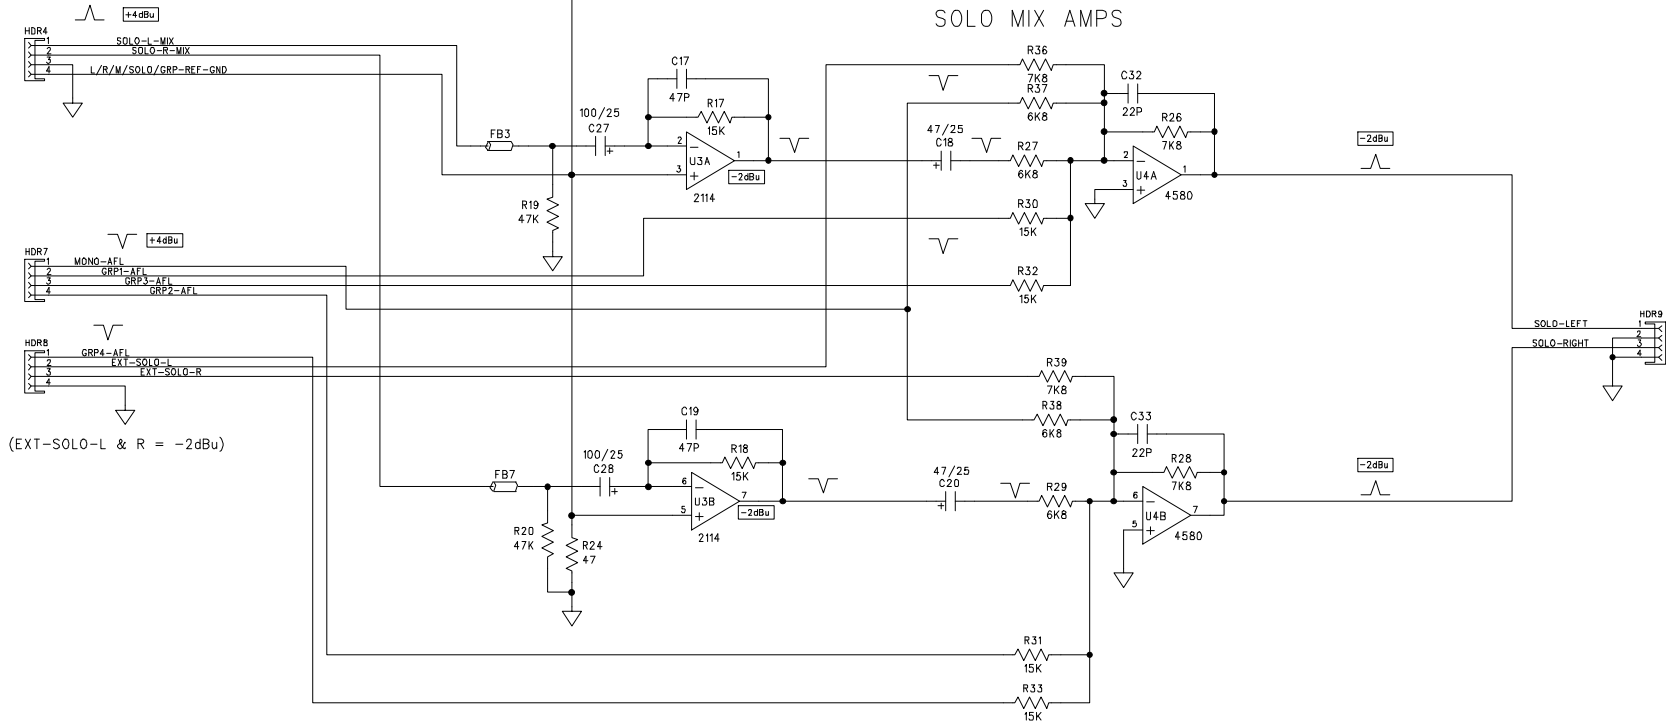 SOLO MIX AMPS
+4dBu
HDR4
1
SOLO-L-MIX
2
SOLO-R-MIX
3
4
L/R/M/SOLO/GRP-REF-GND
C17
47P
R17
15K
100/25
C27
FB3
2
U3A
1
3
-2dBu
2114
R19
47K
R36
7K8
R37
6K8
C32
22P
R26
7K8
47/25
C18
R27
6K8
2
U4A
1
3
4580
R30
15K
R32
15K
-2dBu
+4dBu
HDR7
1
MONO-AFL
2
GRP1-AFL
3
GRP3-AFL
4
GRP2-AFL
HDR8
1
GRP4-AFL
2
EXT-SOLO-L
3
EXT-SOLO-R
4
(EXT-SOLO-L & R = -2dBu)
HDR9
SOLO-LEFT
1
2
SOLO-RIGHT
3
4
R39
7K8
R38
6K8
C33
22P
R28
7K8
C19
47P
R18
15K
100/25
C28
FB7
6
U3B
7
5
-2dBu
2114
R20
47K
R24
47
47/25
C20
R29
6K8
6
U4B
7
5
4580
-2dBu
R31
15K
R33
15K